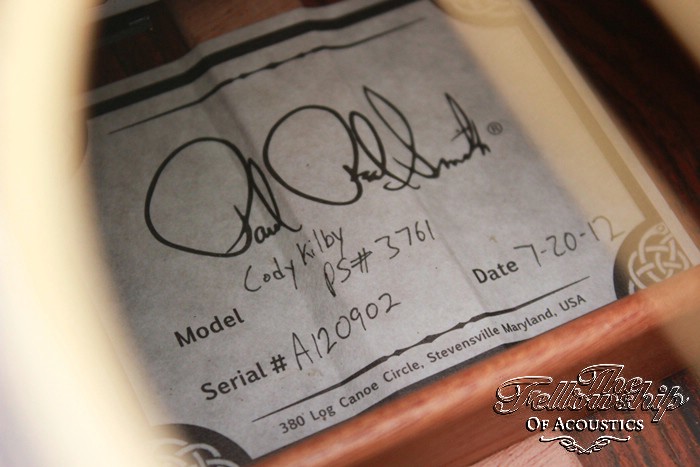 Paul Reed Smith®
Cody Kilby
PS# 3761
Model
Date 7-20-12
Serial # A120902
380 Log Canoe Circle, Stevensville Maryland, USA
The
Fellowship
Of Acoustics